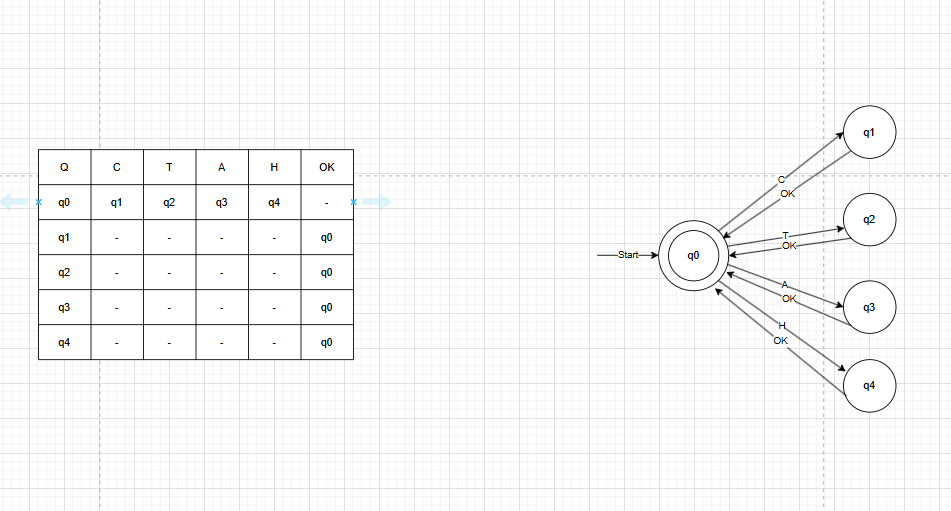 Q C T A H OK
q0 q1 q2 q3 q4 -
q1 - - - - q0
q2 - - - - q0
q3 - - - - q0
q4 - - - - q0
Start
q0
C
OK
T
OK
A
OK
H
OK
q1
q2
q3
q4